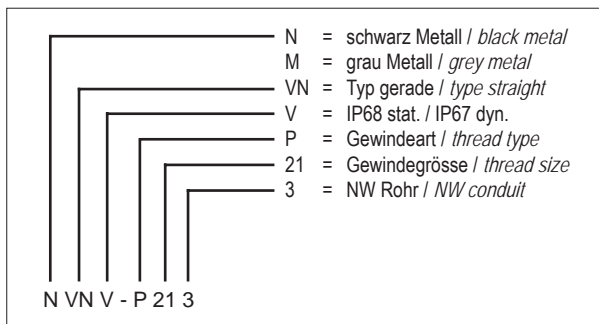 N = schwarz Metall / black metal
M = grau Metall / grey metal
VN = Typ gerade / type straight
V = IP68 stat. / IP67 dyn.
P = Gewindeart / thread type
21 = Gewindegrösse / thread size
3 = NW Rohr / NW conduit
N VN V - P 21 3